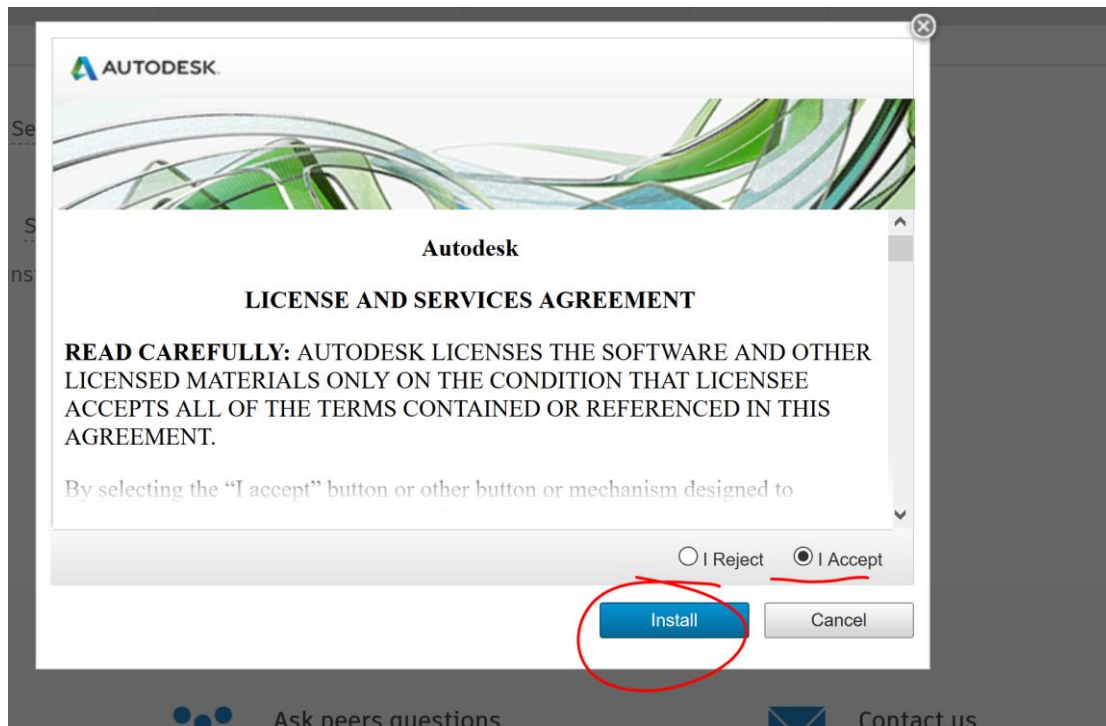 AUTODESK.
Se
S
ns
Autodesk
LICENSE AND SERVICES AGREEMENT
READ CAREFULLY: AUTODESK LICENSES THE SOFTWARE AND OTHER
LICENSED MATERIALS ONLY ON THE CONDITION THAT LICENSEE
ACCEPTS ALL OF THE TERMS CONTAINED OR REFERENCED IN THIS
AGREEMENT.
By selecting the “I accept” button or other button or mechanism designed to
I Reject I Accept
Install Cancel
Ask peers questions Contact us